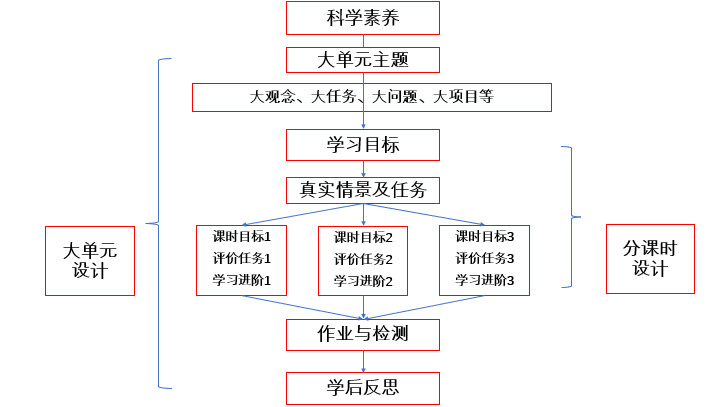 科学素养
大单元主题
大观念、大任务、大问题、大项目等
学习目标
真实情景及任务
课时目标1
评价任务1
学习进阶1
课时目标2
评价任务2
学习进阶2
课时目标3
评价任务3
学习进阶3
大单元
设计
分课时
设计
作业与检测
学后反思